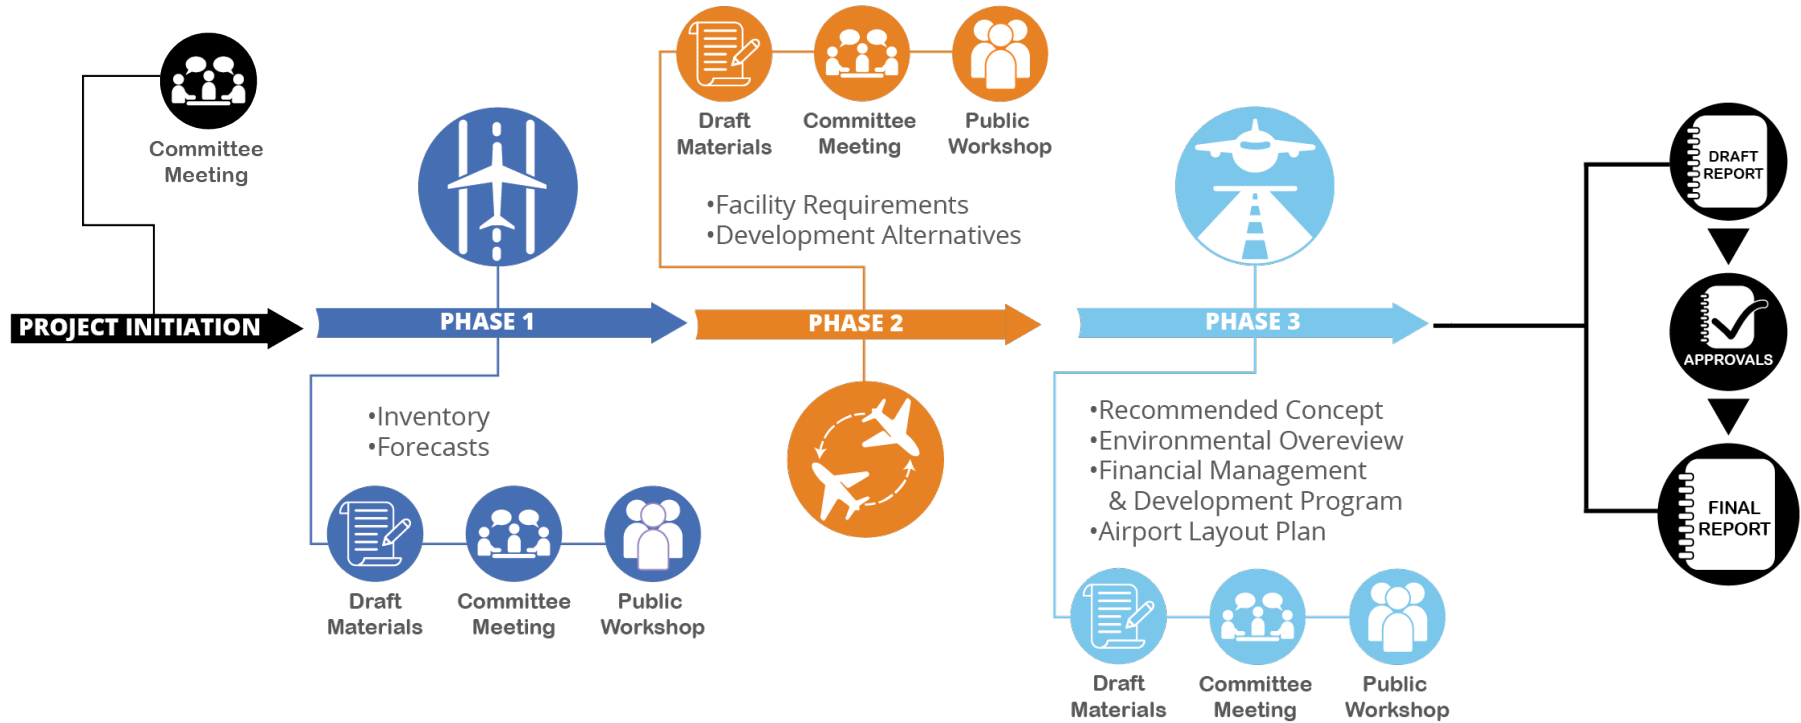 Committee
Meeting
PROJECT INITIATION
PHASE 1
•Inventory
•Forecasts
Draft
Materials
Committee
Meeting
Public
Workshop
Draft
Materials
Committee
Meeting
Public
Workshop
•Facility Requirements
•Development Alternatives
PHASE 2
PHASE 3
•Recommended Concept
•Environmental Overeview
•Financial Management
& Development Program
•Airport Layout Plan
Draft
Materials
Committee
Meeting
Public
Workshop
DRAFT
REPORT
APPROVALS
FINAL
REPORT